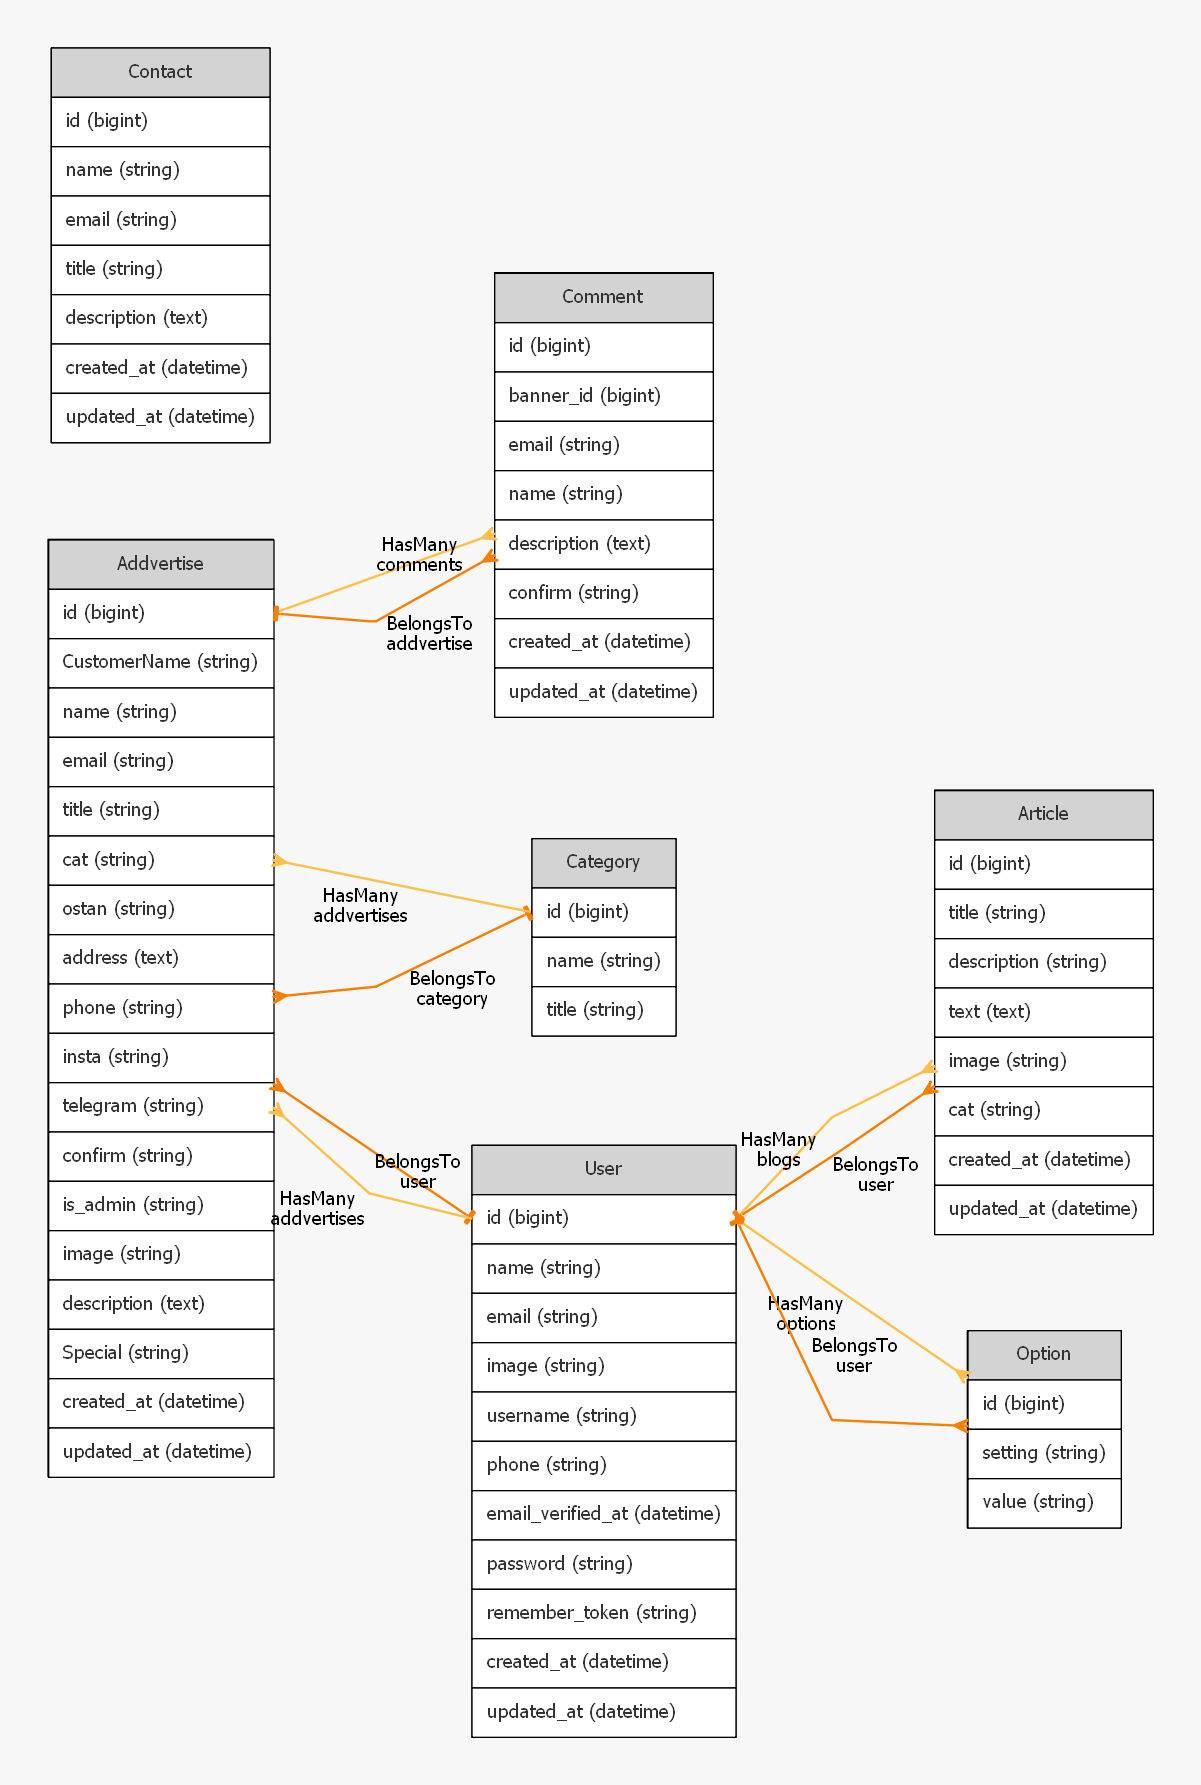 Contact
id (bigint)
name (string)
email (string)
title (string)
description (text)
created_at (datetime)
updated_at (datetime)
Comment
id (bigint)
banner_id (bigint)
email (string)
name (string)
description (text)
confirm (string)
created_at (datetime)
updated_at (datetime)
HasMany
comments
BelongsTo
addvertise
Addvertise
id (bigint)
CustomerName (string)
name (string)
email (string)
title (string)
cat (string)
ostan (string)
address (text)
phone (string)
insta (string)
telegram (string)
confirm (string)
is_admin (string)
image (string)
description (text)
Special (string)
created_at (datetime)
updated_at (datetime)
HasMany
addvertises
BelongsTo
category
Category
id (bigint)
name (string)
title (string)
BelongsTo
user
HasMany
addvertises
User
id (bigint)
name (string)
email (string)
image (string)
username (string)
phone (string)
email_verified_at (datetime)
password (string)
remember_token (string)
created_at (datetime)
updated_at (datetime)
HasMany
blogs
BelongsTo
user
Article
id (bigint)
title (string)
description (string)
text (text)
image (string)
cat (string)
created_at (datetime)
updated_at (datetime)
HasMany
options
BelongsTo
user
Option
id (bigint)
setting (string)
value (string)